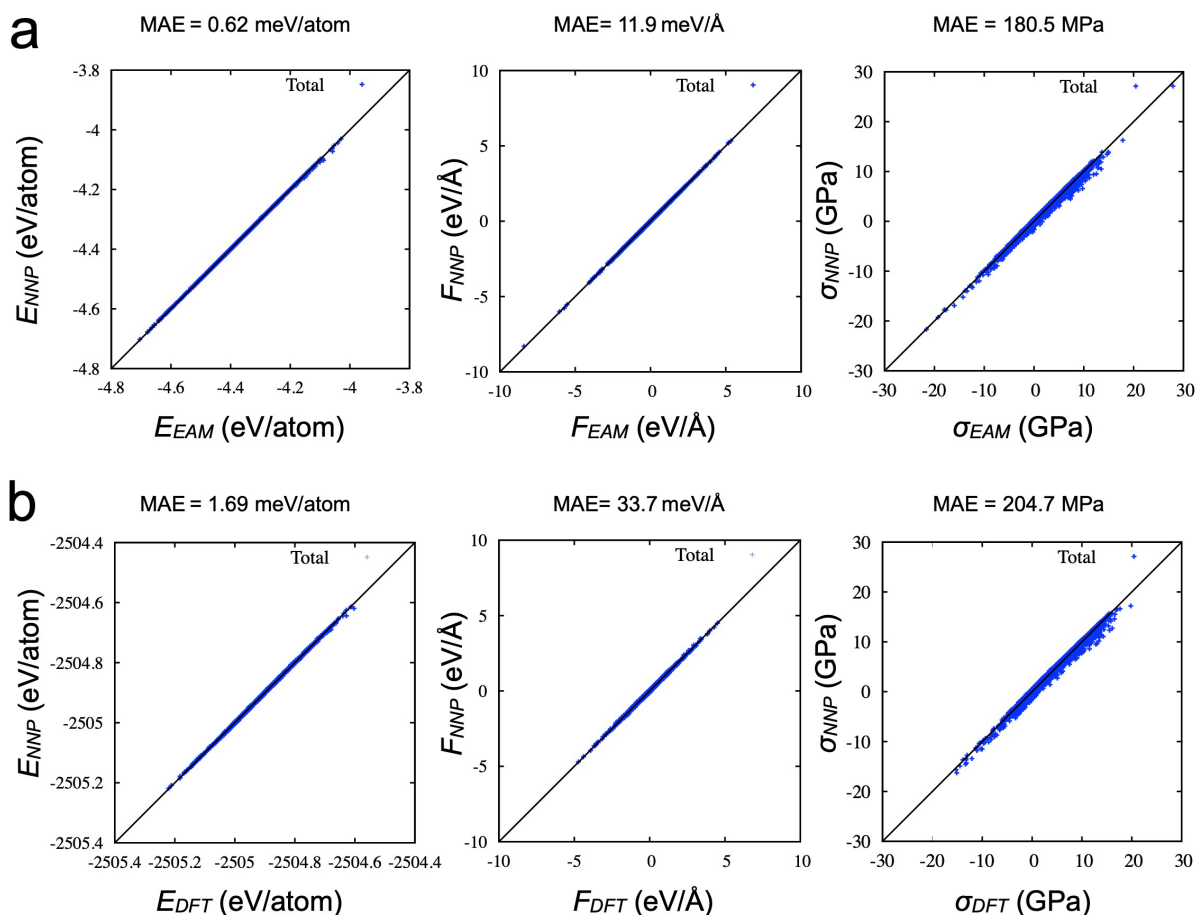 a
MAE = 0.62 meV/atom
MAE= 11.9 meV/Å
MAE = 180.5 MPa
-3.8
-4
-4.2
-4.4
-4.6
-4.8
Total
E_NNP (eV/atom)
-4.8 -4.6 -4.4 -4.2 -4 -3.8
E_EAM (eV/atom)
10
5
0
-5
-10
Total
F_NNP (eV/Å)
-10 -5 0 5 10
F_EAM (eV/Å)
30
20
10
0
-10
-20
-30
Total
σ_NNP (GPa)
-30 -20 -10 0 10 20 30
σ_EAM (GPa)
b
MAE = 1.69 meV/atom
MAE= 33.7 meV/Å
MAE = 204.7 MPa
-2504.4
-2504.6
-2504.8
-2505
-2505.2
-2505.4
Total
E_NNP (eV/atom)
-2505.4 -2505.2 -2505 -2504.8 -2504.6 -2504.4
E_DFT (eV/atom)
10
5
0
-5
-10
Total
F_NNP (eV/Å)
-10 -5 0 5 10
F_DFT (eV/Å)
30
20
10
0
-10
-20
-30
Total
σ_NNP (GPa)
-30 -20 -10 0 10 20 30
σ_DFT (GPa)